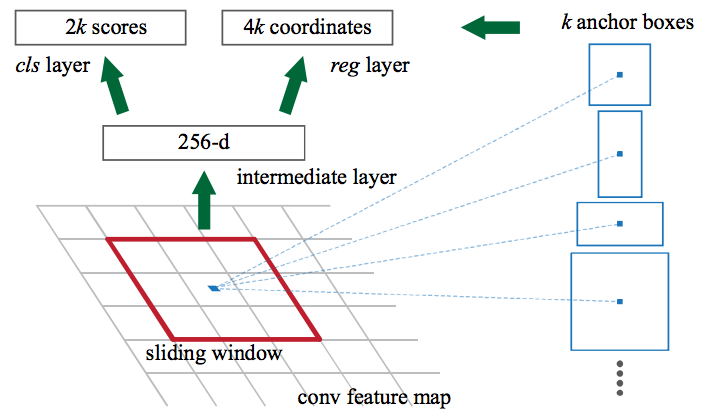 2k scores
4k coordinates
k anchor boxes
cls layer
reg layer
256-d
intermediate layer
sliding window
conv feature map